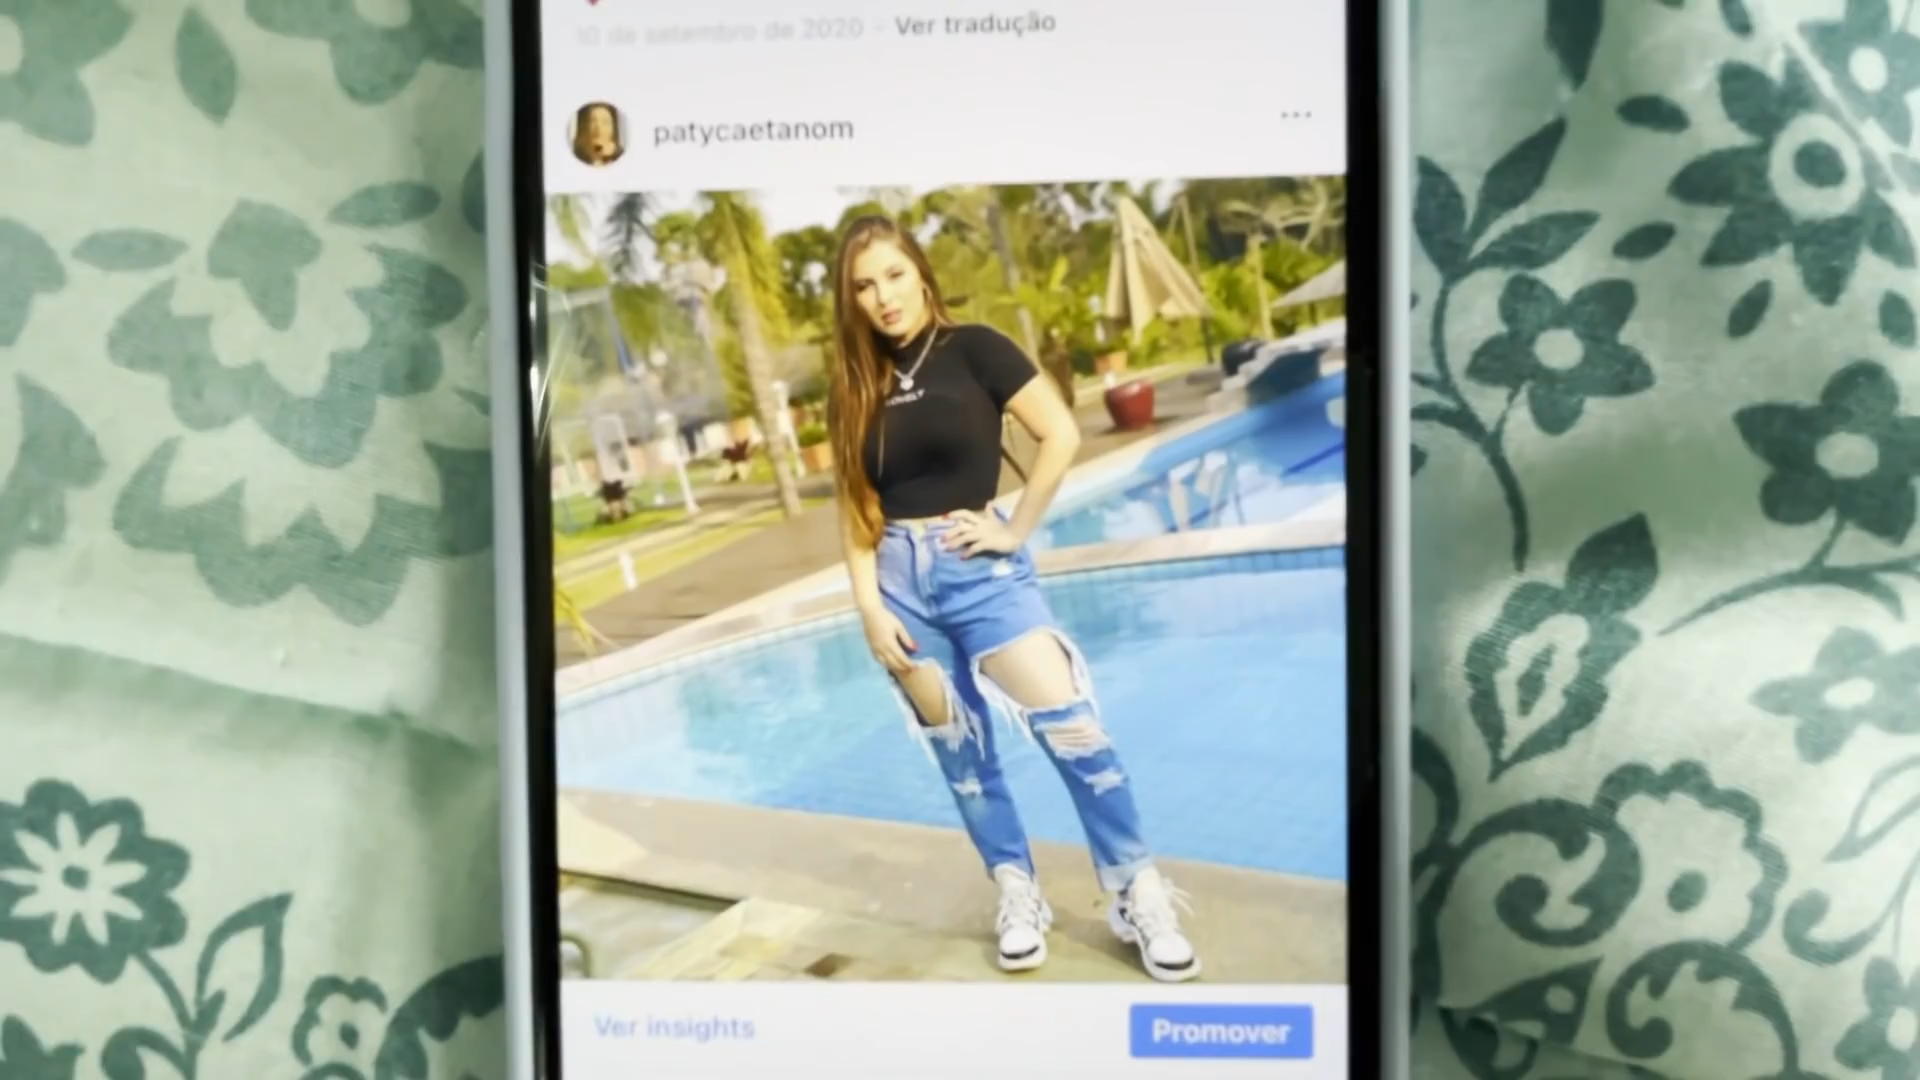 10 de setembro de 2020 - Ver tradução
patycaetanom
Ver insights
Promover